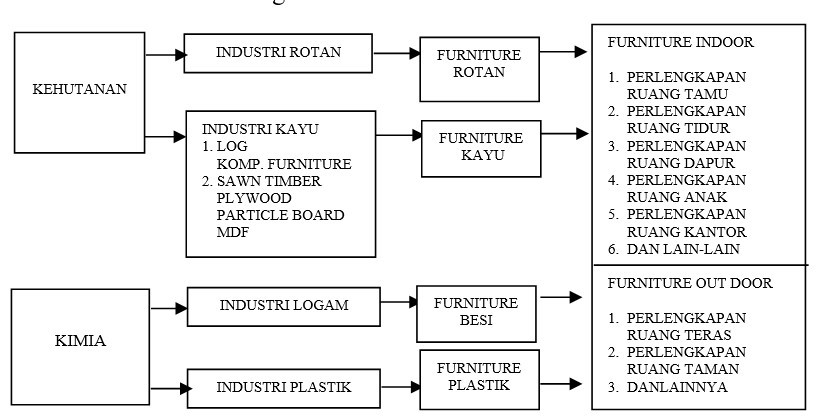 KEHUTANAN
INDUSTRI ROTAN
FURNITURE
ROTAN
INDUSTRI KAYU
1. LOG
KOMP. FURNITURE
2. SAWN TIMBER
PLYWOOD
PARTICLE BOARD
MDF
FURNITURE
KAYU
FURNITURE INDOOR
1. PERLENGKAPAN
RUANG TAMU
2. PERLENGKAPAN
RUANG TIDUR
3. PERLENGKAPAN
RUANG DAPUR
4. PERLENGKAPAN
RUANG ANAK
5. PERLENGKAPAN
RUANG KANTOR
6. DAN LAIN-LAIN
KIMIA
INDUSTRI LOGAM
FURNITURE
BESI
INDUSTRI PLASTIK
FURNITURE
PLASTIK
FURNITURE OUT DOOR
1. PERLENGKAPAN
RUANG TERAS
2. PERLENGKAPAN
RUANG TAMAN
3. DANLAINNYA